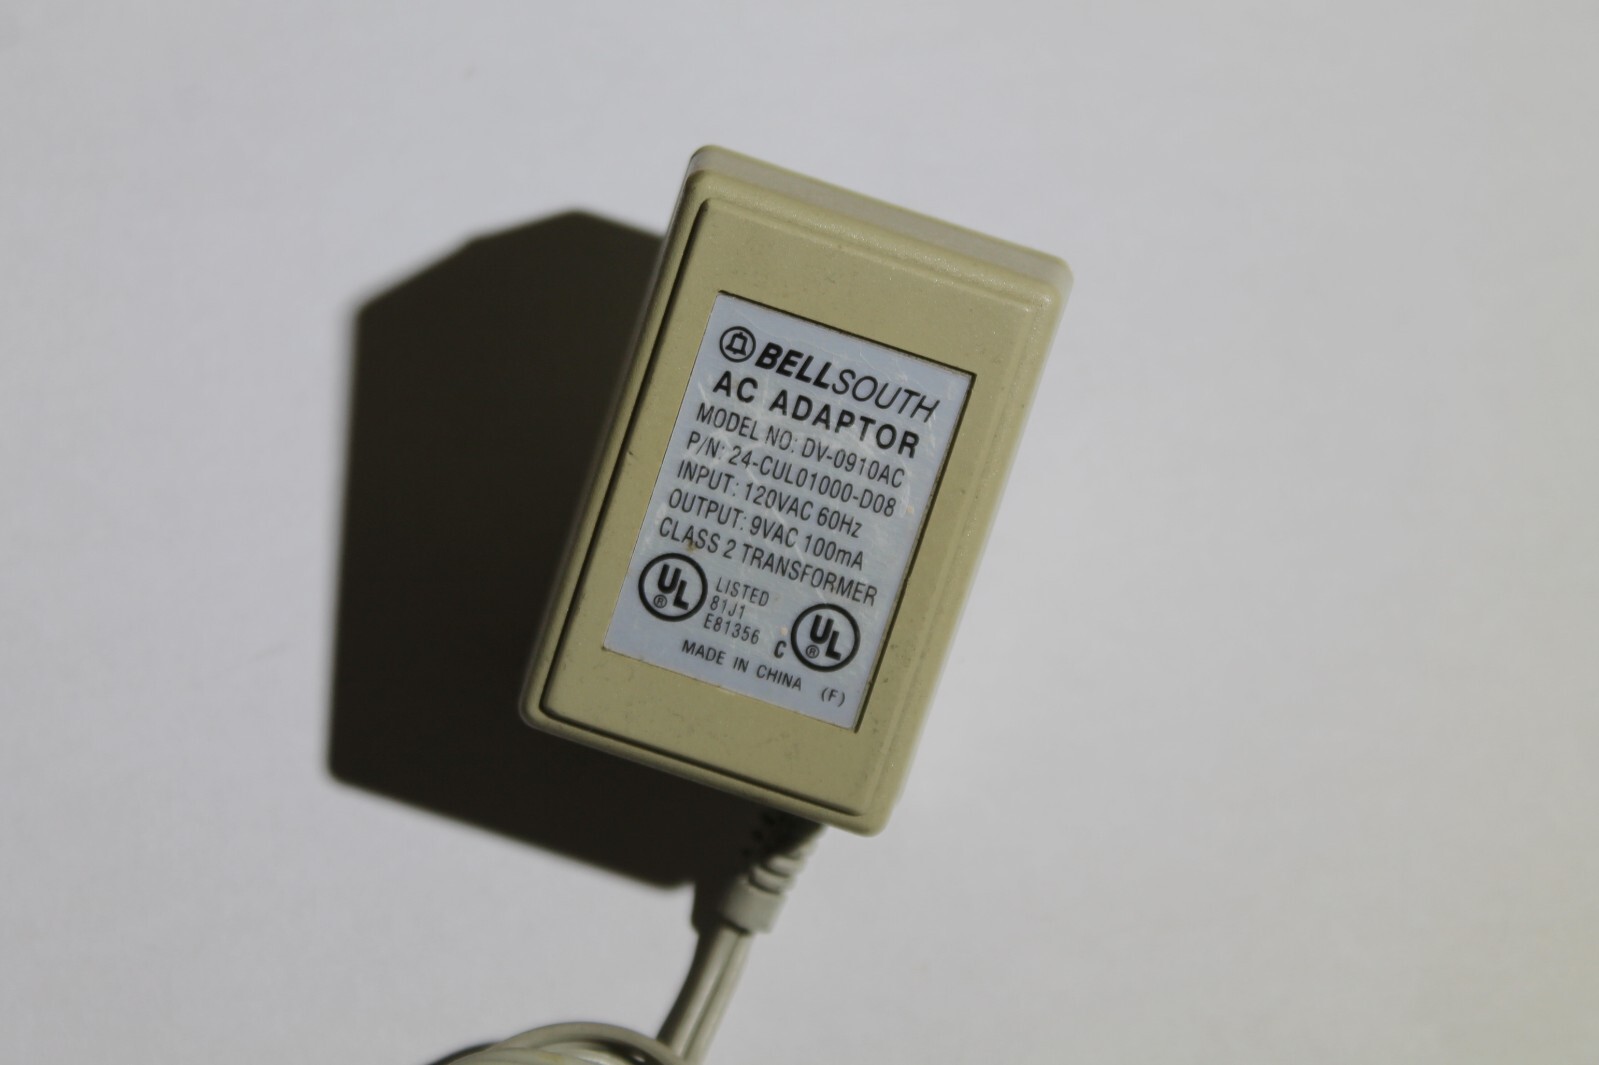 BELLSOUTH
AC ADAPTOR
MODEL NO: DV-0910AC
P/N: 24-CUL01000-D08
INPUT: 120VAC 60Hz
OUTPUT: 9VAC 100mA
CLASS 2 TRANSFORMER
UL ® LISTED
81J1
E81356
C UL ®
MADE IN CHINA (F)